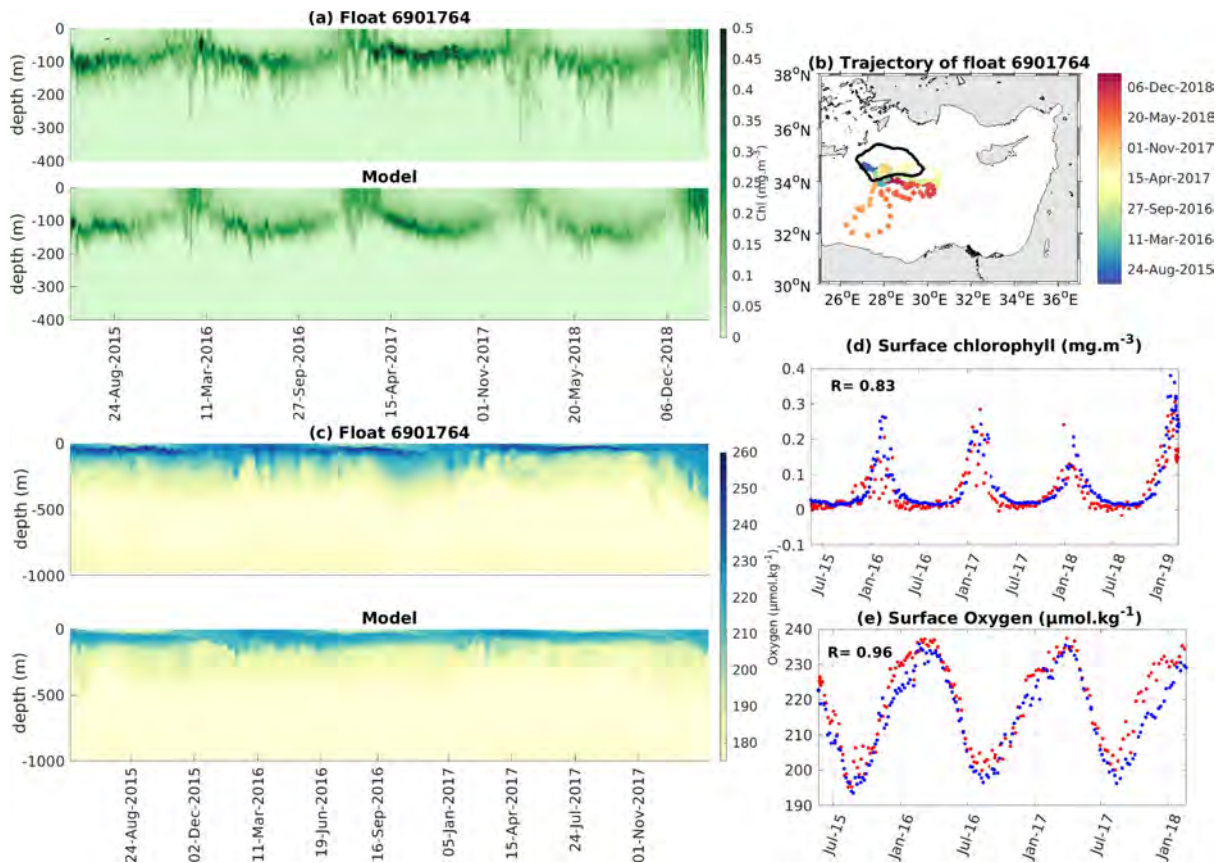 (a) Float 6901764
0
-100
-200
-300
-400
depth (m)
Model
0
-100
-200
-300
-400
depth (m)
24-Aug-2015
11-Mar-2016
27-Sep-2016
15-Apr-2017
01-Nov-2017
20-May-2018
06-Dec-2018
0.5
0.45
0.4
0.35
0.3
0.25
0.2
0.15
0.1
0.05
0
Chl (mg.m⁻³)
(b) Trajectory of float 6901764
38°N
36°N
34°N
32°N
30°N
26°E
28°E
30°E
32°E
34°E
36°E
06-Dec-2018
20-May-2018
01-Nov-2017
15-Apr-2017
27-Sep-2016
11-Mar-2016
24-Aug-2015
(c) Float 6901764
0
-500
-1000
depth (m)
Model
0
-500
-1000
depth (m)
24-Aug-2015
02-Dec-2015
11-Mar-2016
19-Jun-2016
16-Sep-2016
05-Jan-2017
15-Apr-2017
24-Jul-2017
01-Nov-2017
260
250
240
230
220
210
200
190
180
Oxygen (μmol.kg⁻¹)
(d) Surface chlorophyll (mg.m⁻³)
R= 0.83
0.4
0.3
0.2
0.1
0
-0.1
Jul-15
Jan-16
Jul-16
Jan-17
Jul-17
Jan-18
Jul-18
Jan-19
(e) Surface Oxygen (μmol.kg⁻¹)
R= 0.96
240
230
220
210
200
190
Jul-15
Jan-16
Jul-16
Jan-17
Jul-17
Jan-18